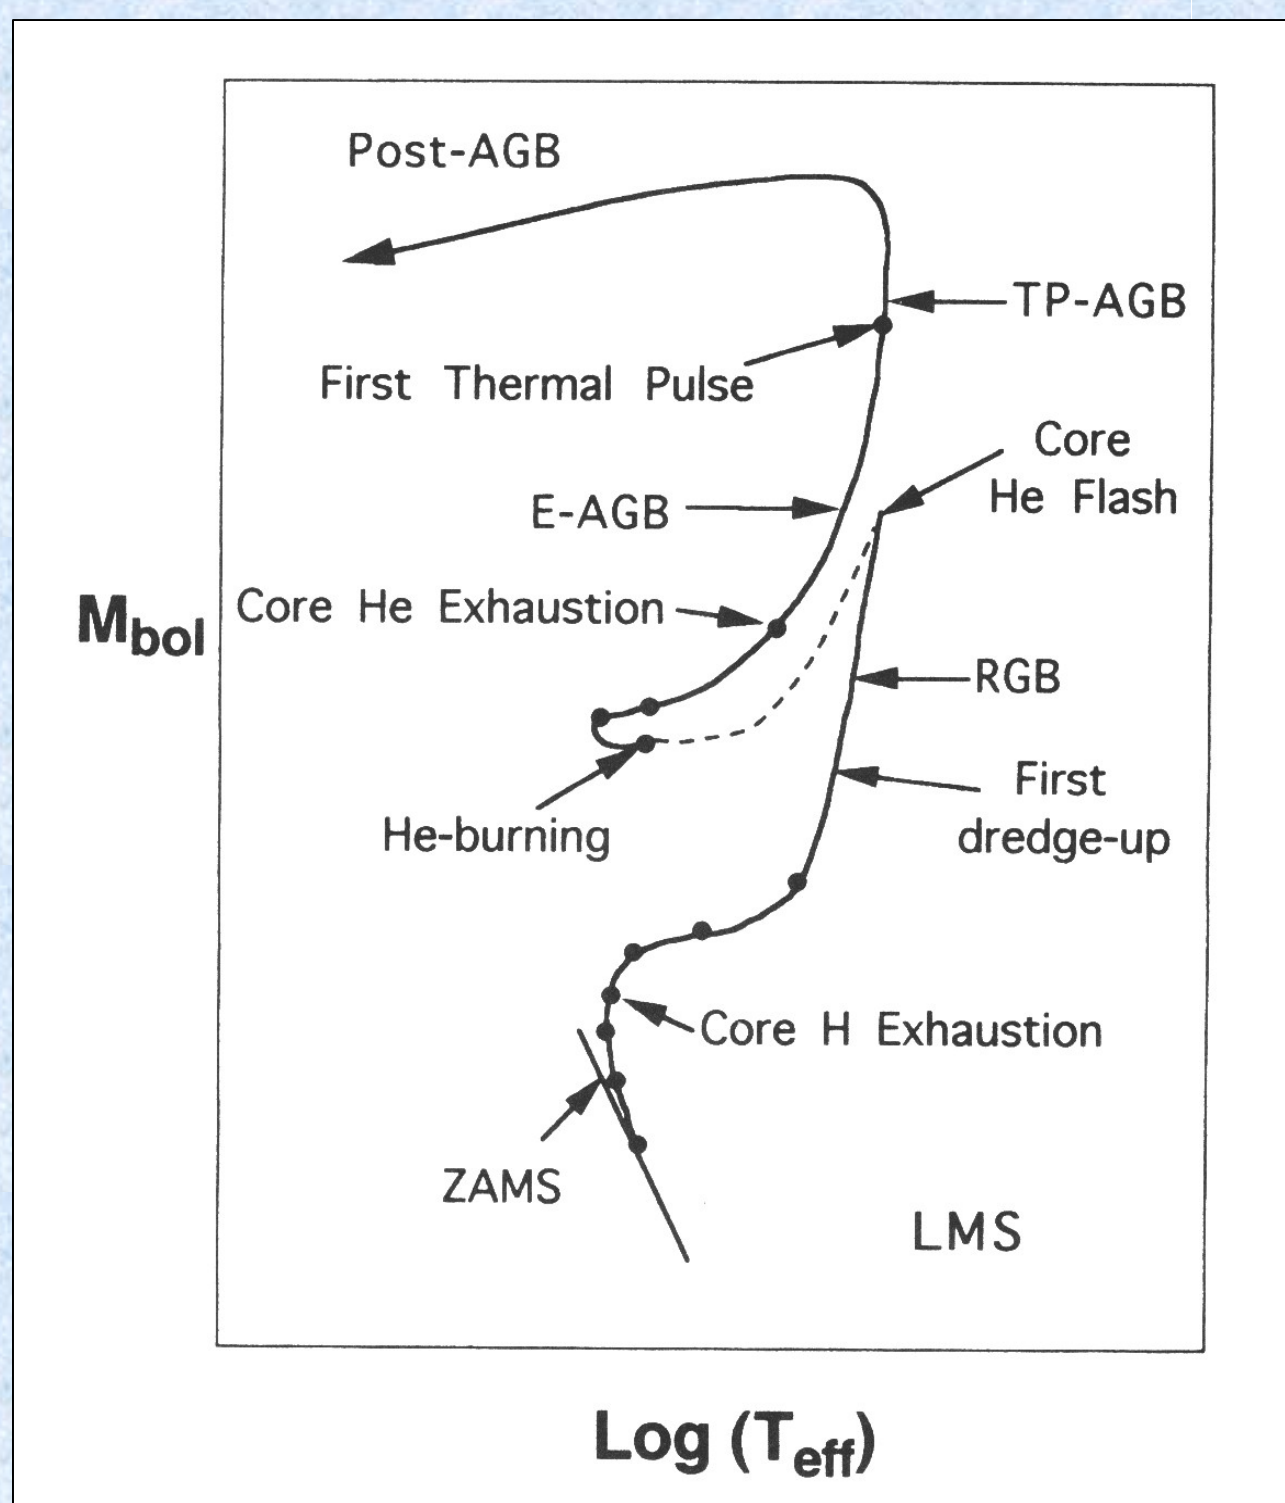 Post-AGB
TP-AGB
First Thermal Pulse
Core
He Flash
E-AGB
Core He Exhaustion
Mbol
RGB
First
dredge-up
He-burning
Core H Exhaustion
ZAMS
LMS
Log (Teff)